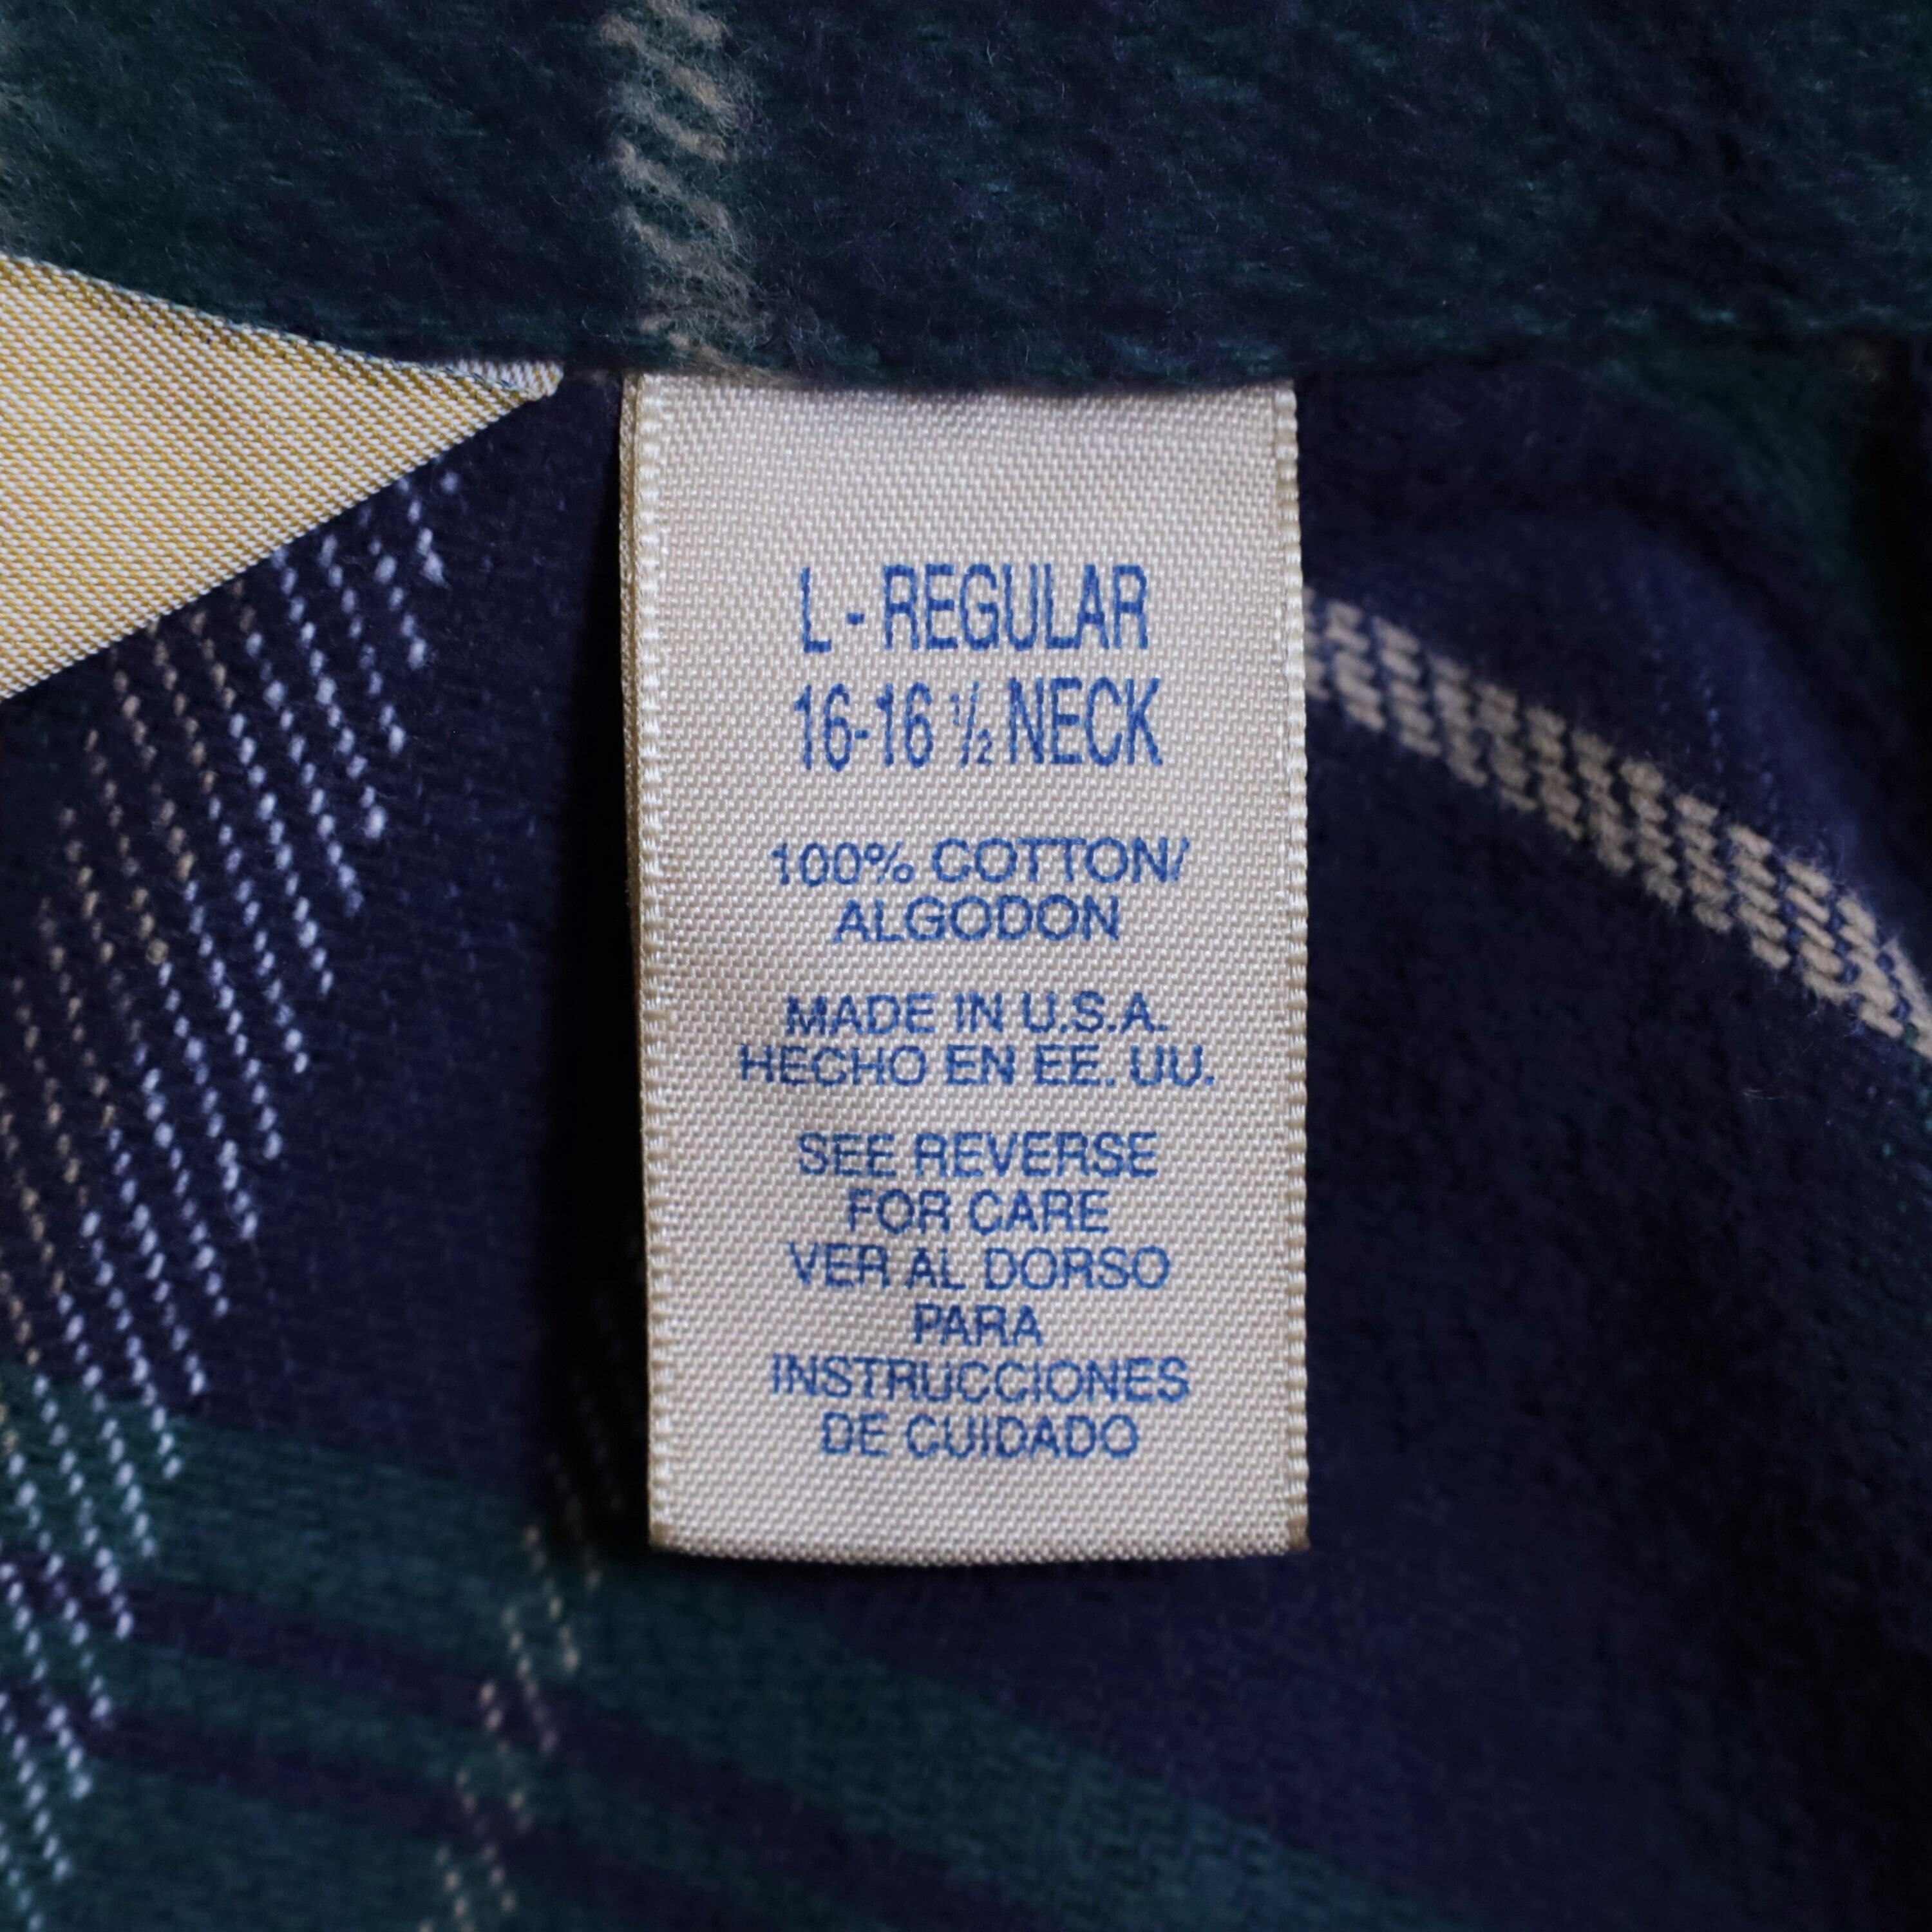 L - REGULAR
16-16 ½ NECK
100% COTTON/
ALGODON
MADE IN U.S.A.
HECHO EN EE. UU.
SEE REVERSE
FOR CARE
VER AL DORSO
PARA
INSTRUCCIONES
DE CUIDADO